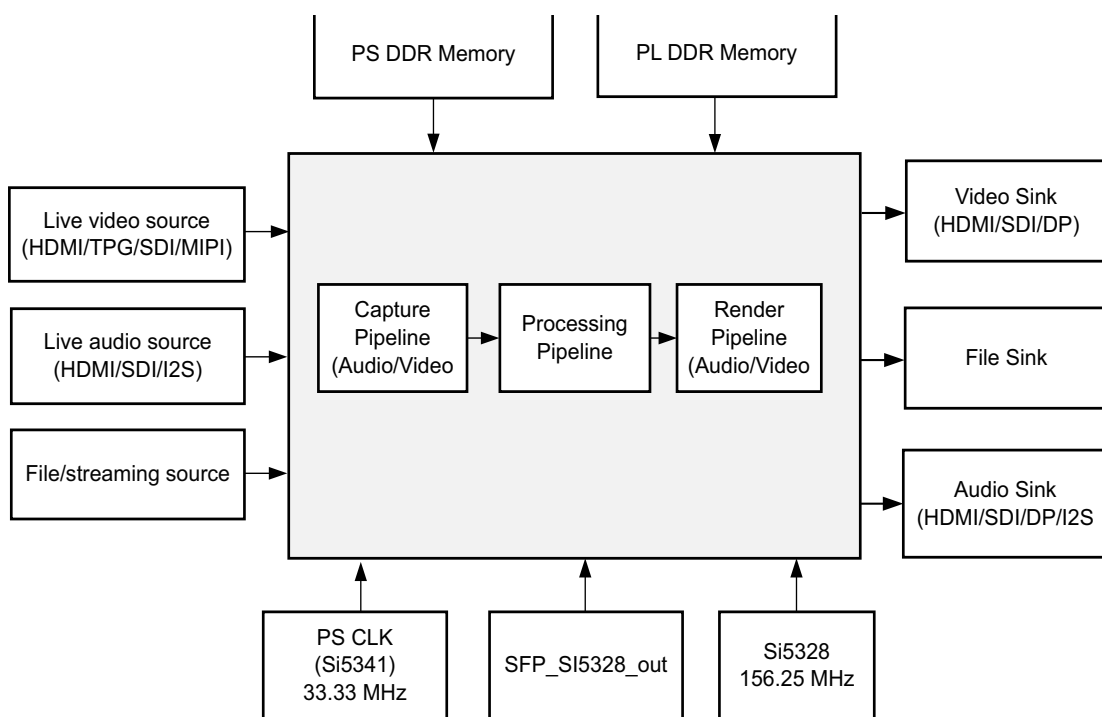 PS DDR Memory
PL DDR Memory
Live video source
(HDMI/TPG/SDI/MIPI)
Live audio source
(HDMI/SDI/I2S)
File/streaming source
Capture
Pipeline
(Audio/Video
Processing
Pipeline
Render
Pipeline
(Audio/Video
Video Sink
(HDMI/SDI/DP)
File Sink
Audio Sink
(HDMI/SDI/DP/I2S
PS CLK
(Si5341)
33.33 MHz
SFP_SI5328_out
Si5328
156.25 MHz